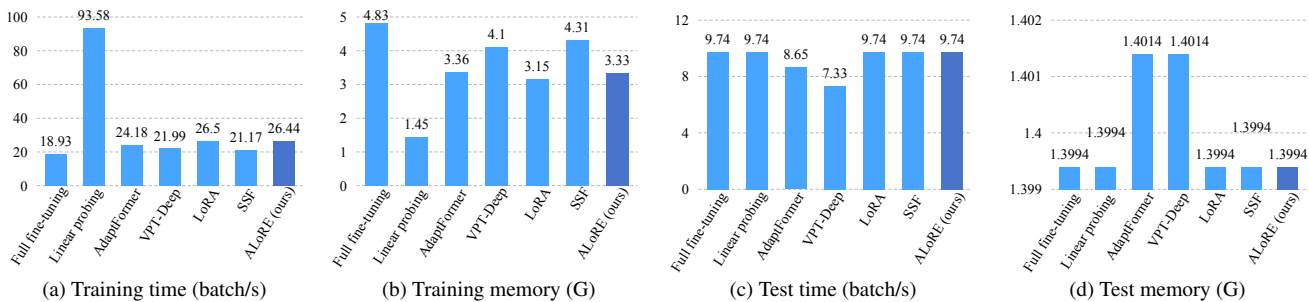 100
80
60
40
20
0
18.93
93.58
24.18
21.99
26.5
21.17
26.44
Full fine-tuning
Linear probing
AdaptFormer
VPT-Deep
LoRA
SSF
ALoRE (ours)
(a) Training time (batch/s)
5
4
3
2
1
0
4.83
1.45
3.36
4.1
3.15
4.31
3.33
Full fine-tuning
Linear probing
AdaptFormer
VPT-Deep
LoRA
SSF
ALoRE (ours)
(b) Training memory (G)
12
8
4
0
9.74
9.74
8.65
7.33
9.74
9.74
9.74
Full fine-tuning
Linear probing
AdaptFormer
VPT-Deep
LoRA
SSF
ALoRE (ours)
(c) Test time (batch/s)
1.402
1.401
1.4
1.399
1.3994
1.3994
1.4014
1.4014
1.3994
1.3994
1.3994
Full fine-tuning
Linear probing
AdaptFormer
VPT-Deep
LoRA
SSF
ALoRE (ours)
(d) Test memory (G)